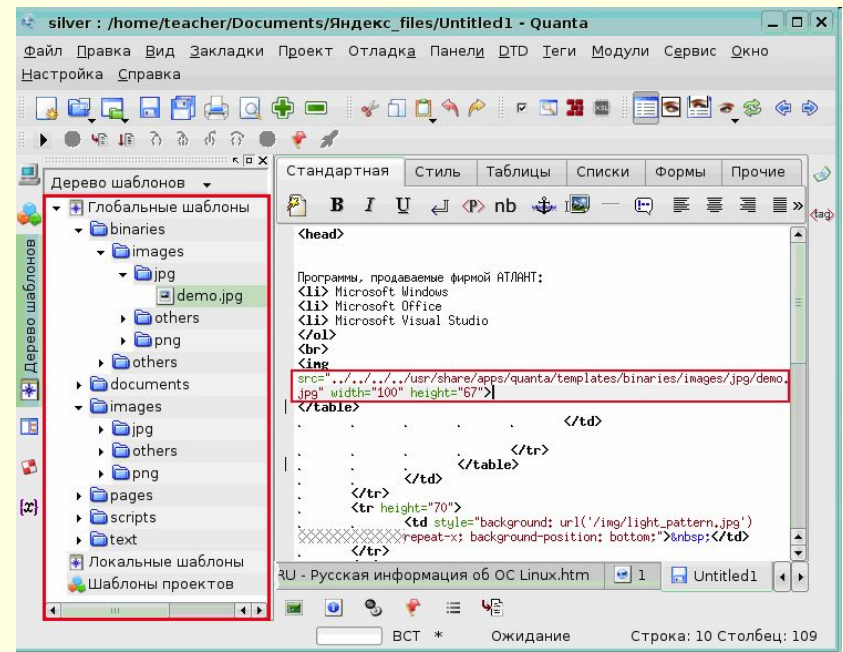 silver : /home/teacher/Documents/Яндекс_files/Untitled1 - Quanta
Файл Правка Вид Закладки Проект Отладка Панели DTD Теги Модули Сервис Окно
Настройка Справка
Дерево шаблонов
Дерево шаблонов
Глобальные шаблоны
binaries
images
jpg
demo.jpg
others
png
others
documents
images
jpg
others
png
pages
scripts
text
Локальные шаблоны
Шаблоны проектов
Стандартная Стиль Таблицы Списки Формы Прочие
B I U <P> nb
<tag>
<head>
Программы, продаваемые фирмой АТЛАНТ:
<li> Microsoft Windows
<li> Microsoft Office
<li> Microsoft Visual Studio
</ol>
<br>
<img
src="../../../../usr/share/apps/quanta/templates/binaries/images/jpg/demo.
jpg" width="100" height="67">
</table>
. . . . . </td>
. . . . </tr>
. . . </table>
. . </td>
. </tr>
. <tr height="70">
. . <td style="background: url('/img/light_pattern.jpg')
repeat-x; background-position: bottom;">&nbsp;</td>
. </tr>
RU - Русская информация об ОС Linux.htm 1 Untitled1
ВСТ * Ожидание Строка: 10 Столбец: 109